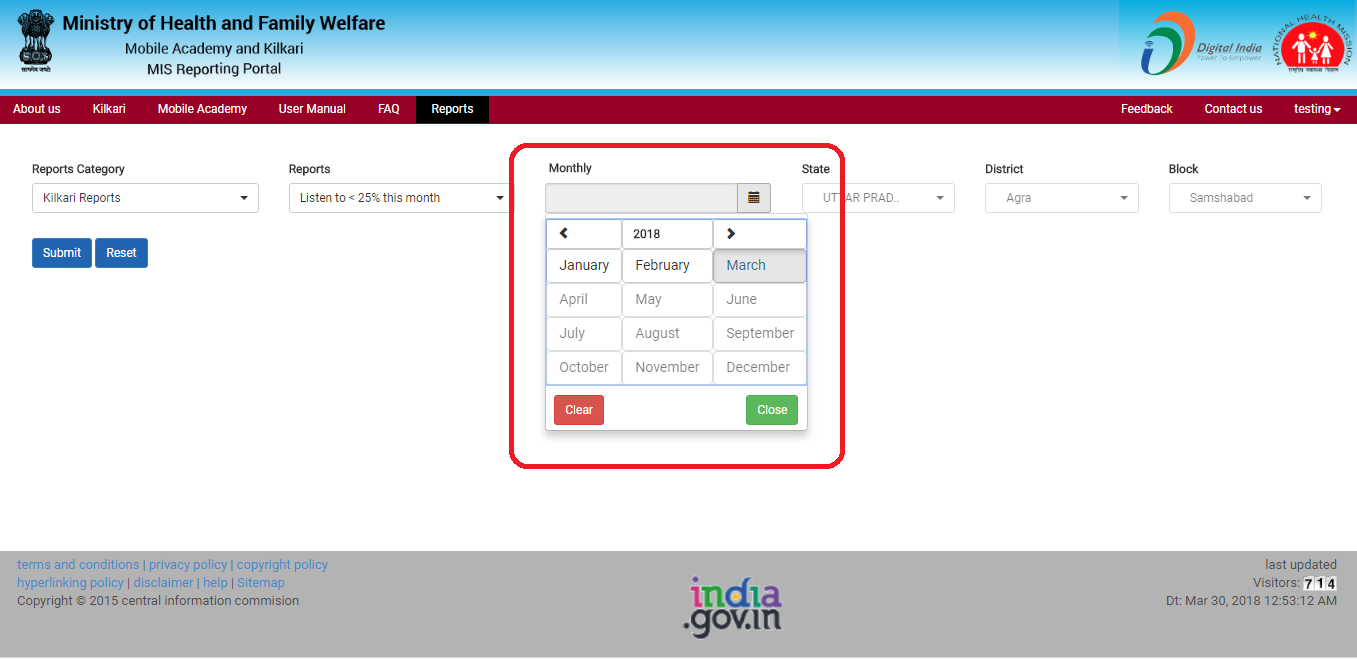 Ministry of Health and Family Welfare
Mobile Academy and Kilkari
MIS Reporting Portal
सत्यमेव जयते
Digital India
Power To Empower
NATIONAL HEALTH MISSION
राष्ट्रीय स्वास्थ्य मिशन
About us Kilkari Mobile Academy User Manual FAQ Reports Feedback Contact us testing
Reports Category Reports Monthly State District Block
Kilkari Reports Listen to < 25% this month UTTAR PRAD.. Agra Samshabad
Submit Reset
2018
January February March
April May June
July August September
October November December
Clear Close
terms and conditions | privacy policy | copyright policy
hyperlinking policy | disclaimer | help | Sitemap
Copyright © 2015 central information commision
india
.gov.in
last updated
Visitors: 714
Dt: Mar 30, 2018 12:53:12 AM